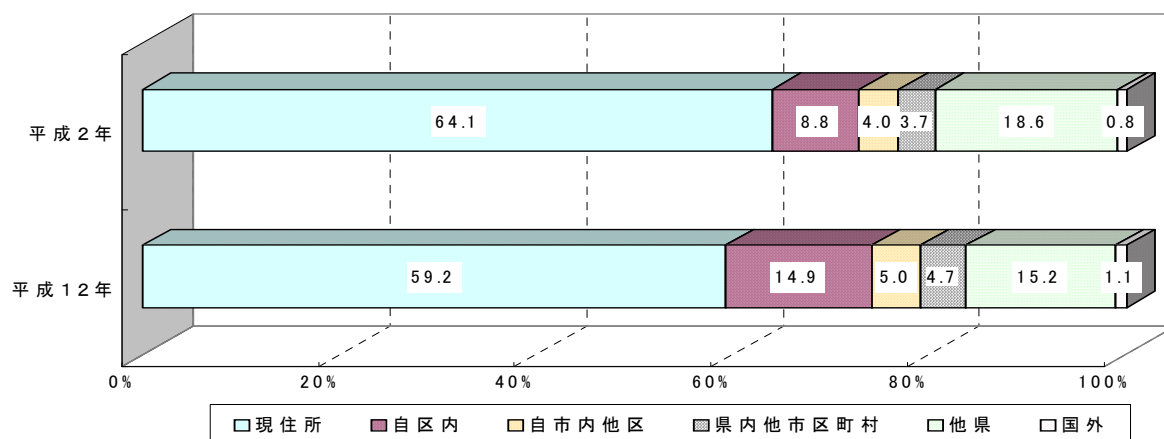 平成2年
64.1 8.8 4.0 3.7 18.6 0.8
平成12年
59.2 14.9 5.0 4.7 15.2 1.1
0% 20% 40% 60% 80% 100%
現住所 自区内 自市内他区 県内他市区町村 他県 国外